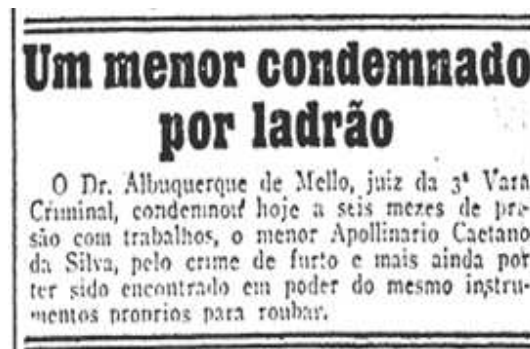 Um menor condemnado
por ladrão
O Dr. Albuquerque de Mello, juiz da 3ª Vara
Criminal, condemnou hoje a seis mezes de pri-
são com trabalhos, o menor Apollinario Caetano
da Silva, pelo crime de furto e mais ainda por
ter sido encontrado em poder do mesmo instru-
mentos proprios para roubar.